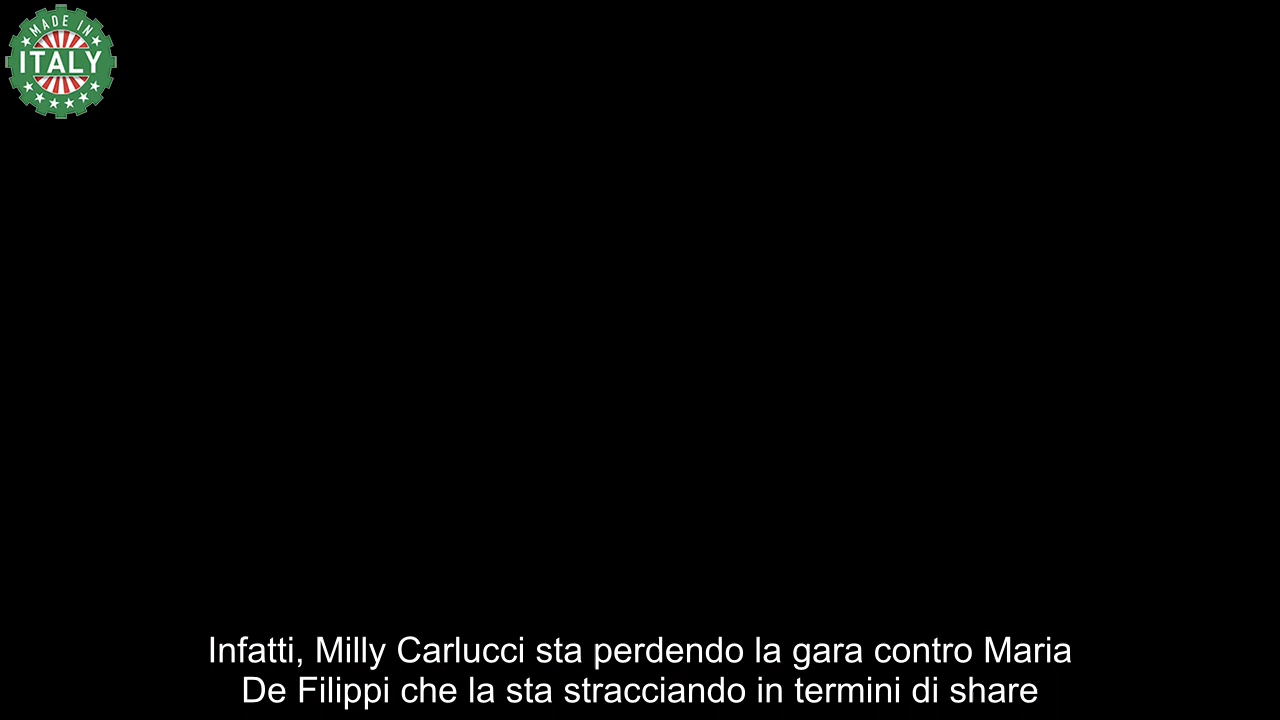 MADE IN
ITALY
Infatti, Milly Carlucci sta perdendo la gara contro Maria
De Filippi che la sta stracciando in termini di share